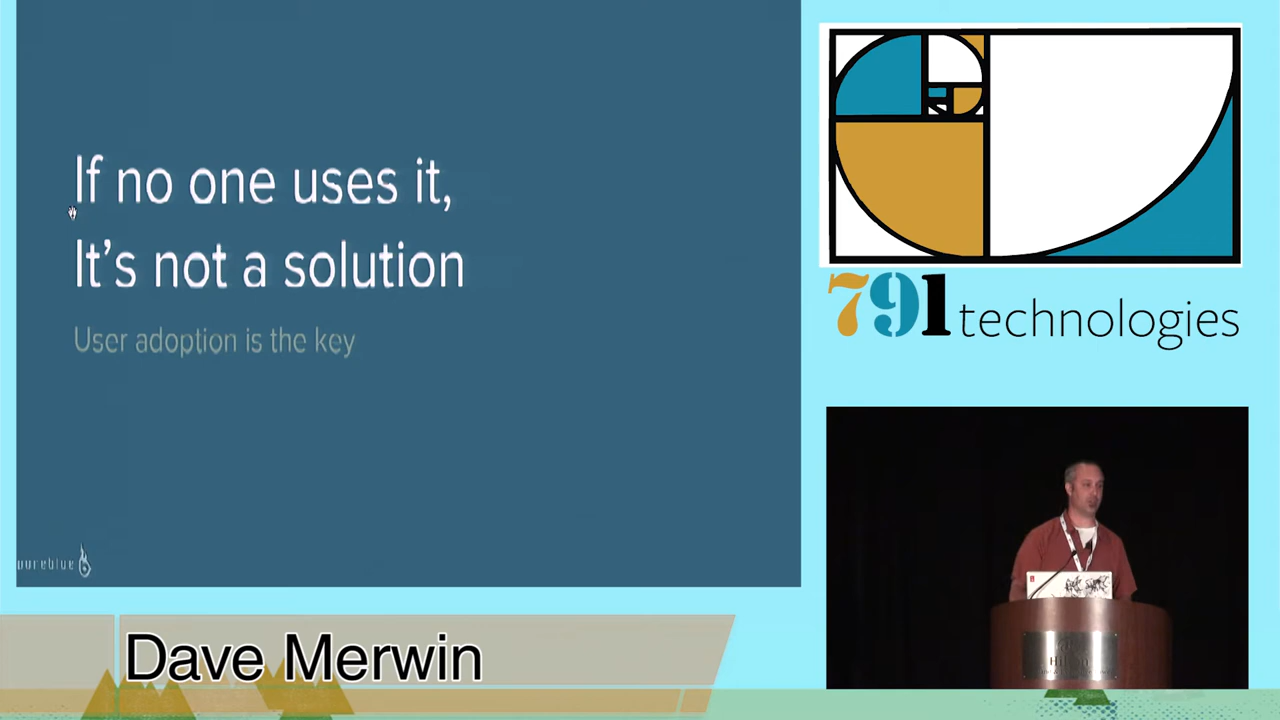 If no one uses it,
It's not a solution
User adoption is the key
pureblue
791 technologies
Dave Merwin